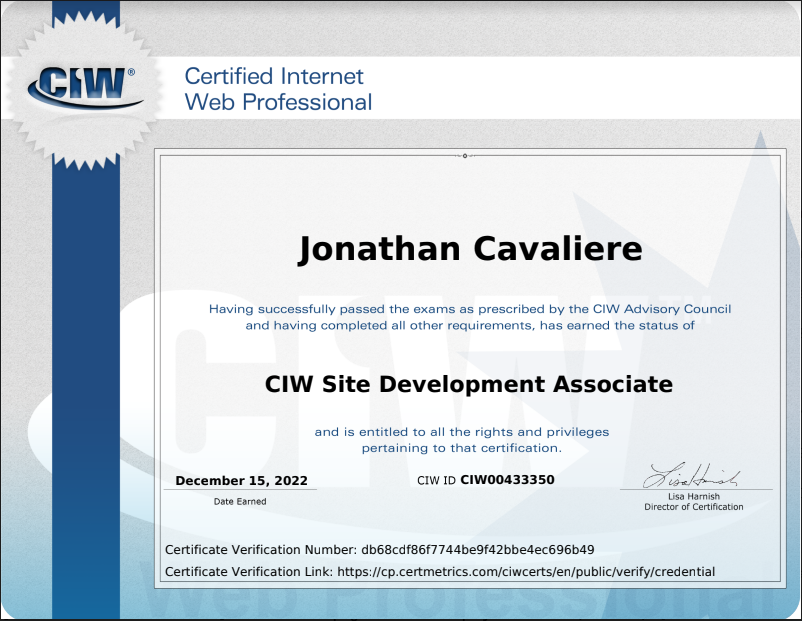 CIW®
Certified Internet
Web Professional
Jonathan Cavaliere
Having successfully passed the exams as prescribed by the CIW Advisory Council
and having completed all other requirements, has earned the status of
CIW Site Development Associate
and is entitled to all the rights and privileges
pertaining to that certification.
December 15, 2022
Date Earned
CIW ID CIW00433350
Lisa Harnish
Lisa Harnish
Director of Certification
Certificate Verification Number: db68cdf86f7744be9f42bbe4ec696b49
Certificate Verification Link: https://cp.certmetrics.com/ciwcerts/en/public/verify/credential
CIW™
Web Professional